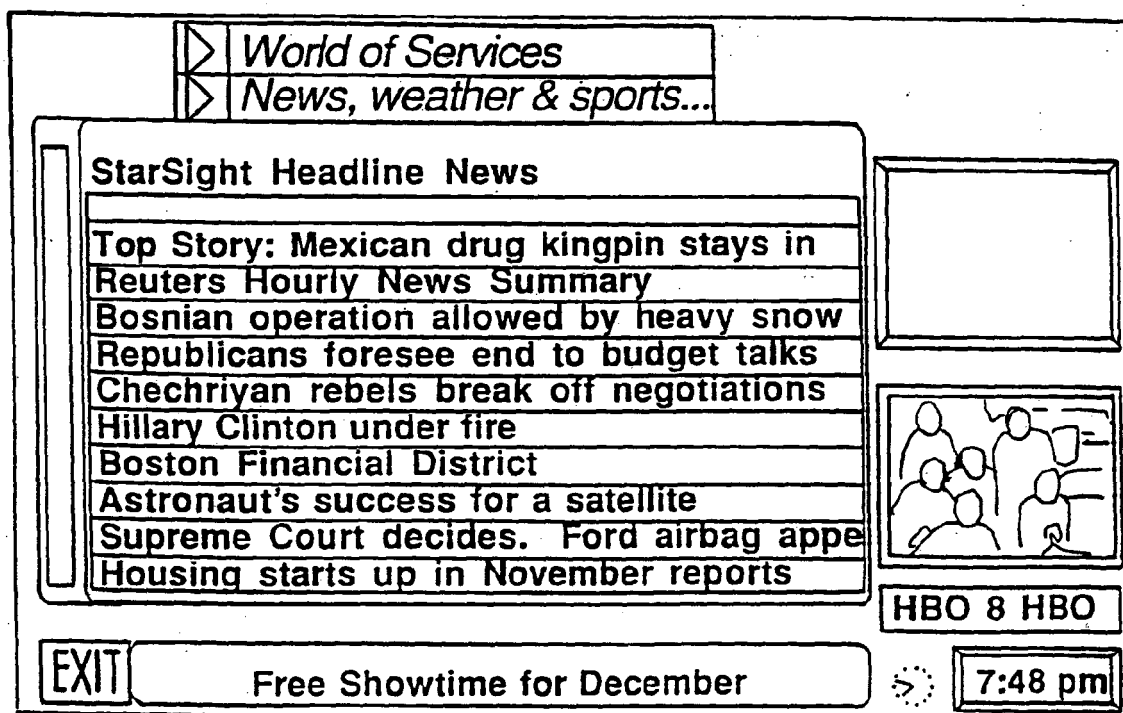 World of Services
News, weather & sports...
StarSight Headline News
Top Story: Mexican drug kingpin stays in
Reuters Hourly News Summary
Bosnian operation allowed by heavy snow
Republicans foresee end to budget talks
Chechriyan rebels break off negotiations
Hillary Clinton under fire
Boston Financial District
Astronaut's success for a satellite
Supreme Court decides. Ford airbag appe
Housing starts up in November reports
HBO 8 HBO
EXIT
Free Showtime for December
7:48 pm